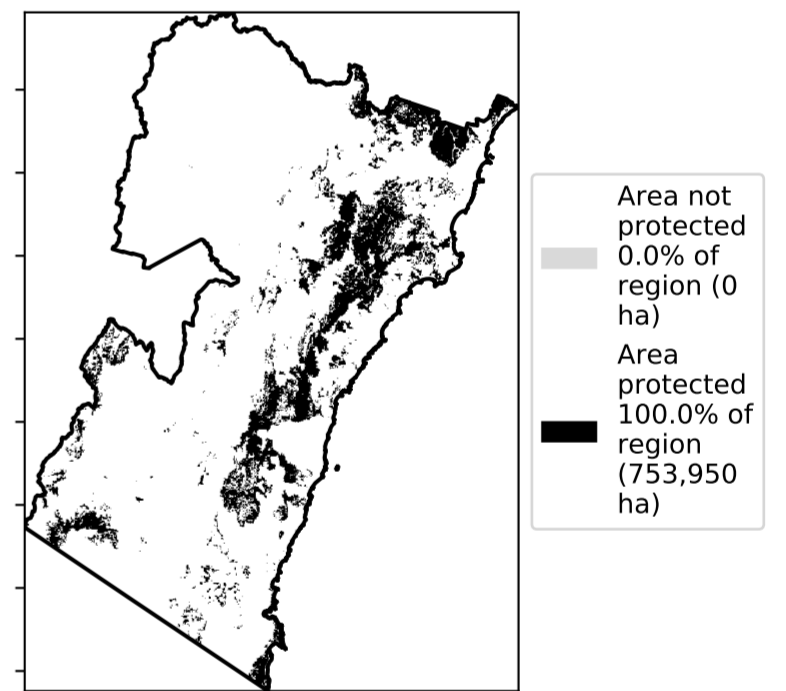 Area not
protected
0.0% of
region (0
ha)
Area
protected
100.0% of
region
(753,950
ha)